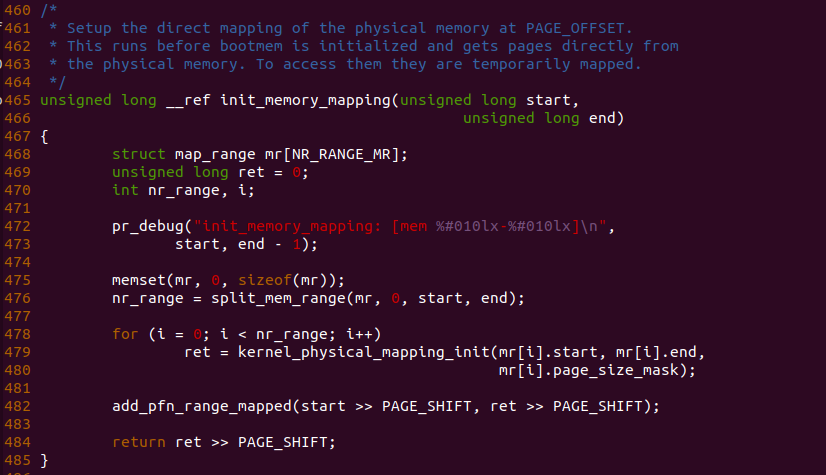 460 /*
461  * Setup the direct mapping of the physical memory at PAGE_OFFSET.
462  * This runs before bootmem is initialized and gets pages directly from
463  * the physical memory. To access them they are temporarily mapped.
464  */
465 unsigned long __ref init_memory_mapping(unsigned long start,
466                                                unsigned long end)
467 {
468         struct map_range mr[NR_RANGE_MR];
469         unsigned long ret = 0;
470         int nr_range, i;
471
472         pr_debug("init_memory_mapping: [mem %#010lx-%#010lx]\n",
473                start, end - 1);
474
475         memset(mr, 0, sizeof(mr));
476         nr_range = split_mem_range(mr, 0, start, end);
477
478         for (i = 0; i < nr_range; i++)
479                 ret = kernel_physical_mapping_init(mr[i].start, mr[i].end,
480                                                    mr[i].page_size_mask);
481
482         add_pfn_range_mapped(start >> PAGE_SHIFT, ret >> PAGE_SHIFT);
483
484         return ret >> PAGE_SHIFT;
485 }